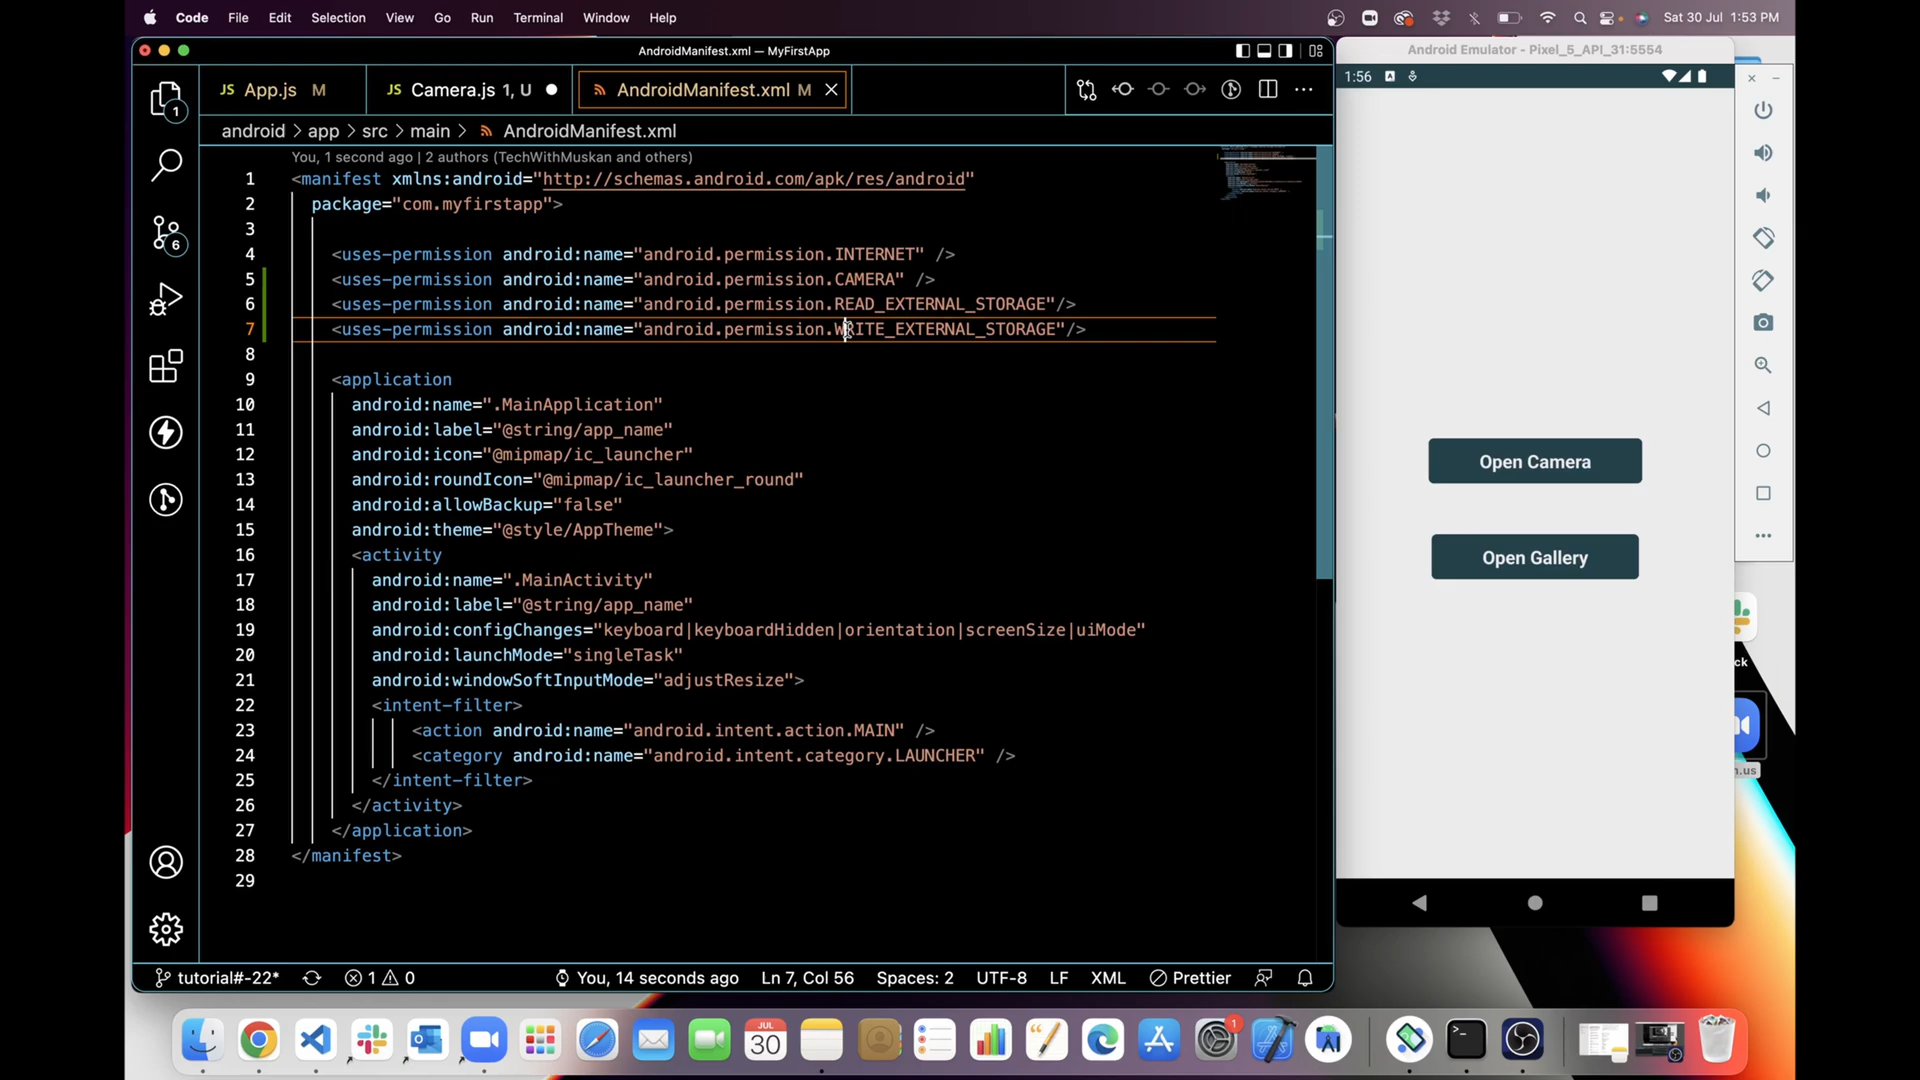 Code File Edit Selection View Go Run Terminal Window Help Sat 30 Jul 1:53 PM
AndroidManifest.xml — MyFirstApp
Android Emulator - Pixel_5_API_31:5554
JS App.js M JS Camera.js 1, U AndroidManifest.xml M
1:56
android > app > src > main > AndroidManifest.xml
You, 1 second ago | 2 authors (TechWithMuskan and others)
1 <manifest xmlns:android="http://schemas.android.com/apk/res/android"
2 package="com.myfirstapp">
3
4 <uses-permission android:name="android.permission.INTERNET" />
5 <uses-permission android:name="android.permission.CAMERA" />
6 <uses-permission android:name="android.permission.READ_EXTERNAL_STORAGE"/>
7 <uses-permission android:name="android.permission.WRITE_EXTERNAL_STORAGE"/>
8
9 <application
10 android:name=".MainApplication"
11 android:label="@string/app_name"
12 android:icon="@mipmap/ic_launcher"
13 android:roundIcon="@mipmap/ic_launcher_round"
14 android:allowBackup="false"
15 android:theme="@style/AppTheme">
16 <activity
17 android:name=".MainActivity"
18 android:label="@string/app_name"
19 android:configChanges="keyboard|keyboardHidden|orientation|screenSize|uiMode"
20 android:launchMode="singleTask"
21 android:windowSoftInputMode="adjustResize">
22 <intent-filter>
23 <action android:name="android.intent.action.MAIN" />
24 <category android:name="android.intent.category.LAUNCHER" />
25 </intent-filter>
26 </activity>
27 </application>
28 </manifest>
29
1
6
Open Camera
Open Gallery
ck
n.us
tutorial#-22* 1 0 You, 14 seconds ago Ln 7, Col 56 Spaces: 2 UTF-8 LF XML Prettier
JUL
30
1